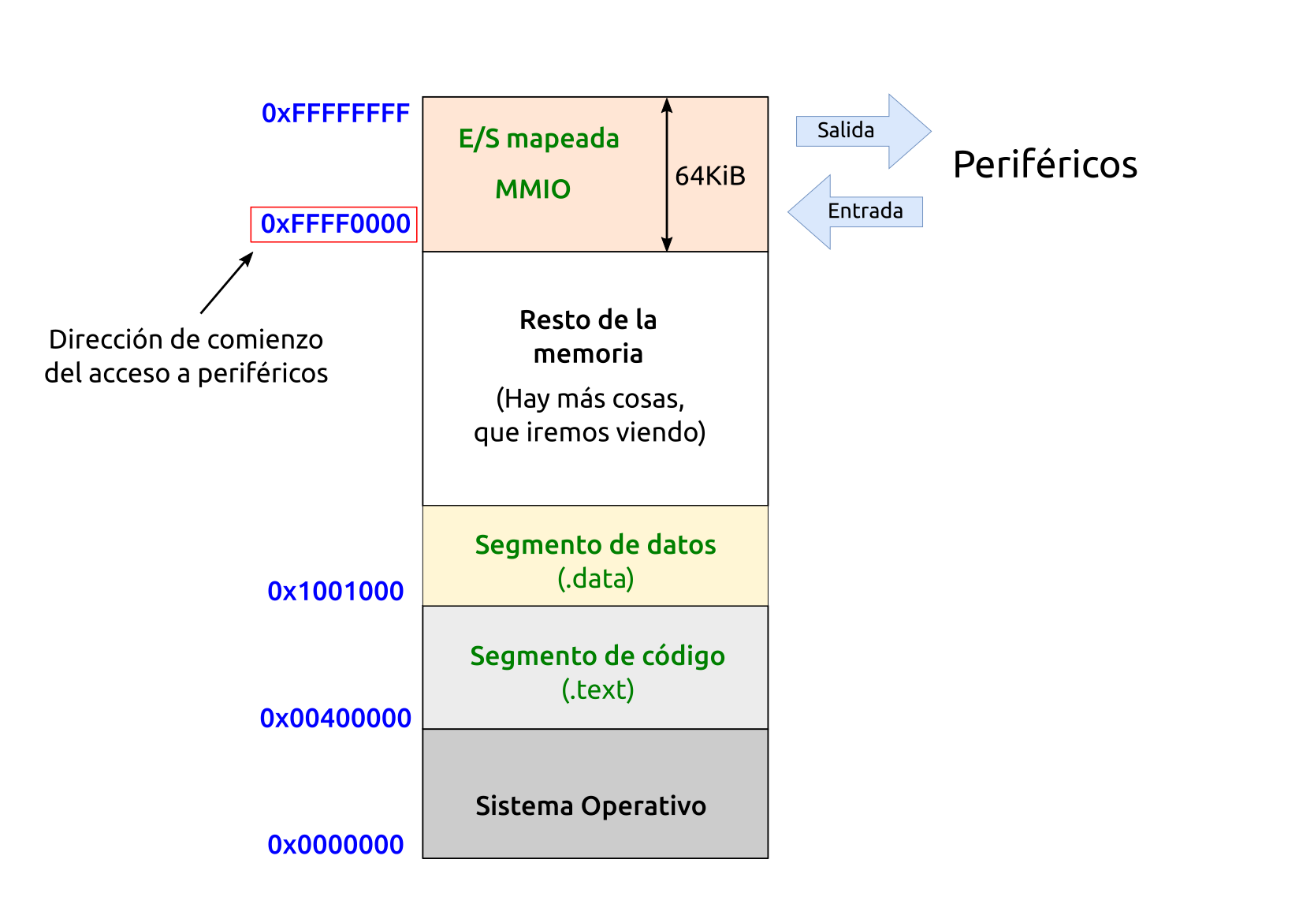 0xFFFFFFFF
E/S mapeada
MMIO
64KiB
Salida
Entrada
Periféricos
0xFFFF0000
Dirección de comienzo
del acceso a periféricos
Resto de la
memoria
(Hay más cosas,
que iremos viendo)
Segmento de datos
(.data)
0x1001000
Segmento de código
(.text)
0x00400000
Sistema Operativo
0x0000000